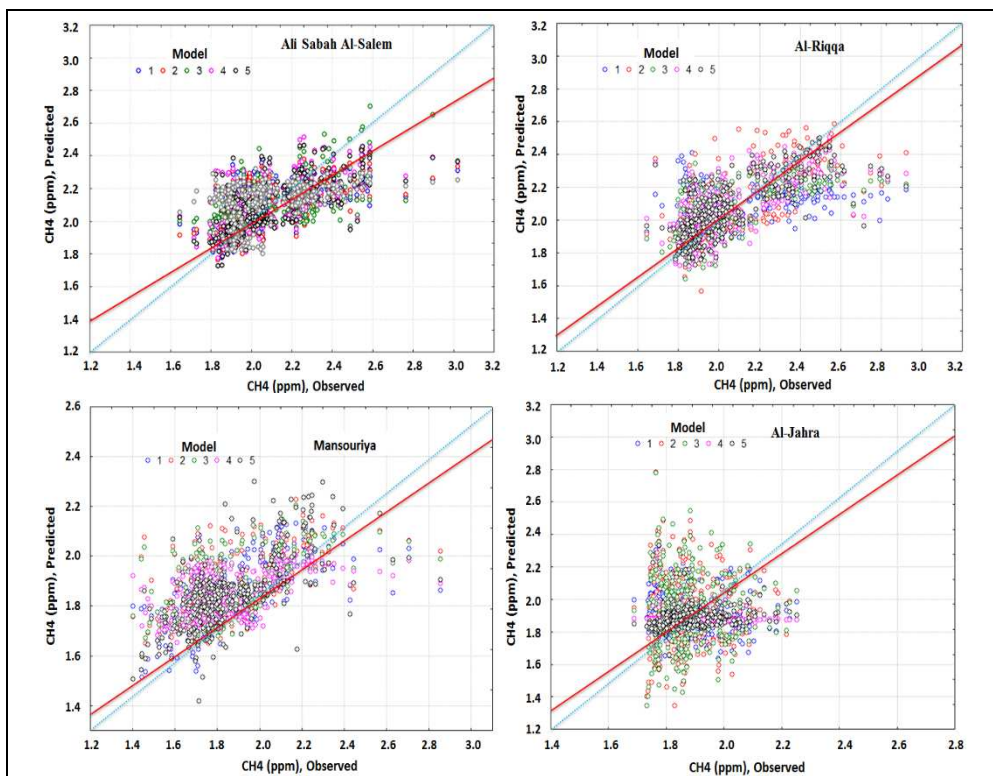 Ali Sabah Al-Salem
Model
1 2 3 4 5
CH4 (ppm), Predicted
3.2
3.0
2.8
2.6
2.4
2.2
2.0
1.8
1.6
1.4
1.2
1.2 1.4 1.6 1.8 2.0 2.2 2.4 2.6 2.8 3.0 3.2
CH4 (ppm), Observed
Al-Riqqa
Model
1 2 3 4 5
CH4 (ppm), Predicted
3.2
3.0
2.8
2.6
2.4
2.2
2.0
1.8
1.6
1.4
1.2
1.2 1.4 1.6 1.8 2.0 2.2 2.4 2.6 2.8 3.0 3.2
CH4 (ppm), Observed
Mansouriya
Model
1 2 3 4 5
CH4 (ppm), Predicted
2.6
2.4
2.2
2.0
1.8
1.6
1.4
1.2 1.4 1.6 1.8 2.0 2.2 2.4 2.6 2.8 3.0
CH4 (ppm), Observed
Al-Jahra
Model
1 2 3 4 5
CH4 (ppm), Predicted
3.2
3.0
2.8
2.6
2.4
2.2
2.0
1.8
1.6
1.4
1.2
1.4 1.6 1.8 2.0 2.2 2.4 2.6 2.8
CH4 (ppm), Observed